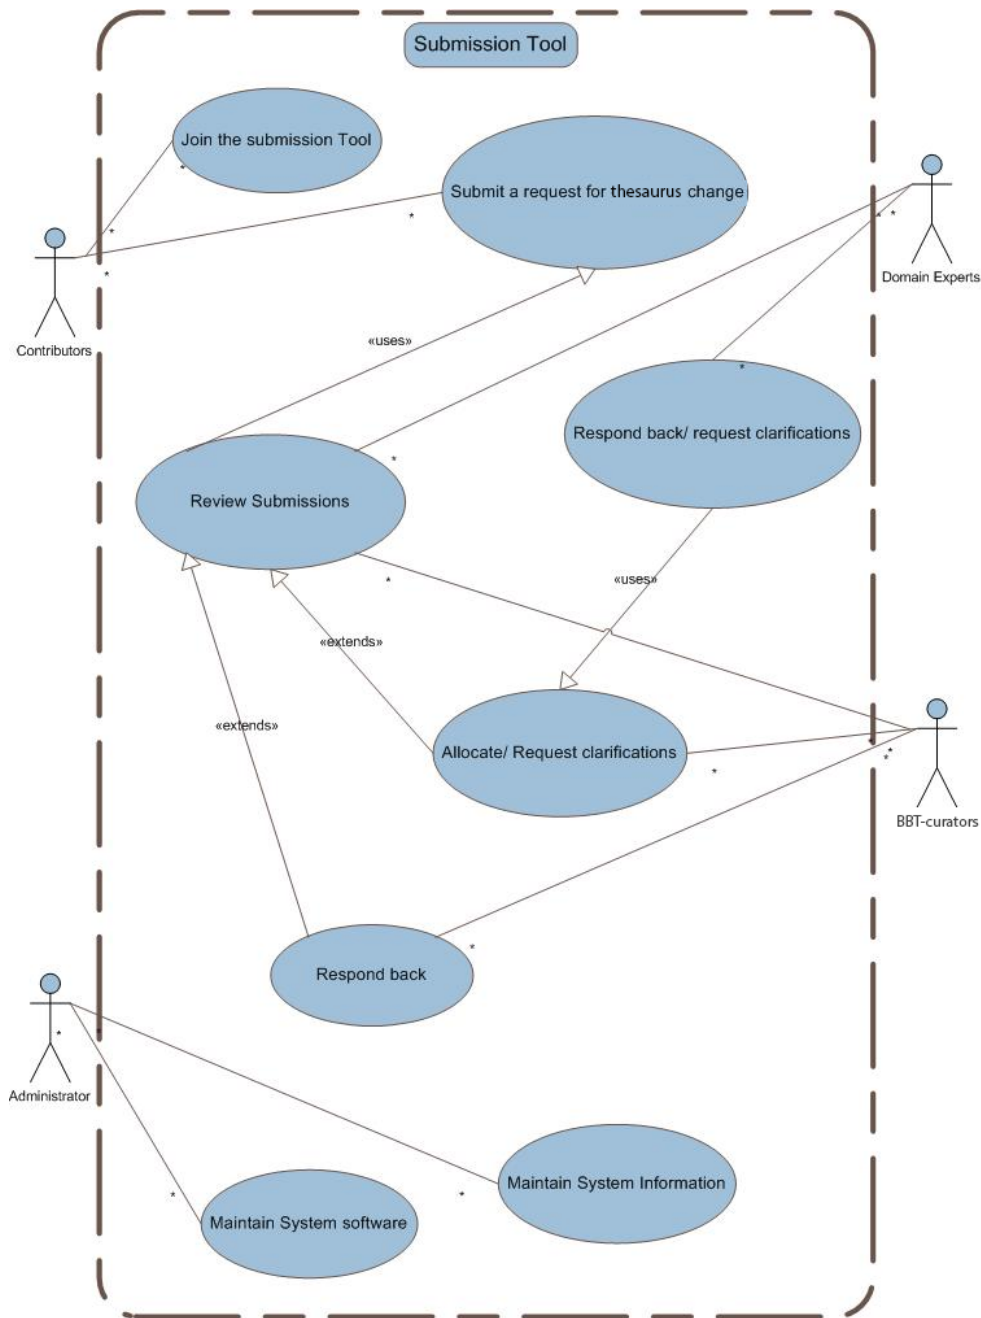 Submission Tool
Join the submission Tool
Submit a request for thesaurus change
*
*
*
*
*
*
Domain Experts
Contributors
«uses»
*
Respond back/ request clarifications
*
Review Submissions
«uses»
*
«extends»
«extends»
Allocate/ Request clarifications
*
*
*
*
BBT-curators
*
Respond back
*
*
Administrator
Maintain System Information
*
*
Maintain System software